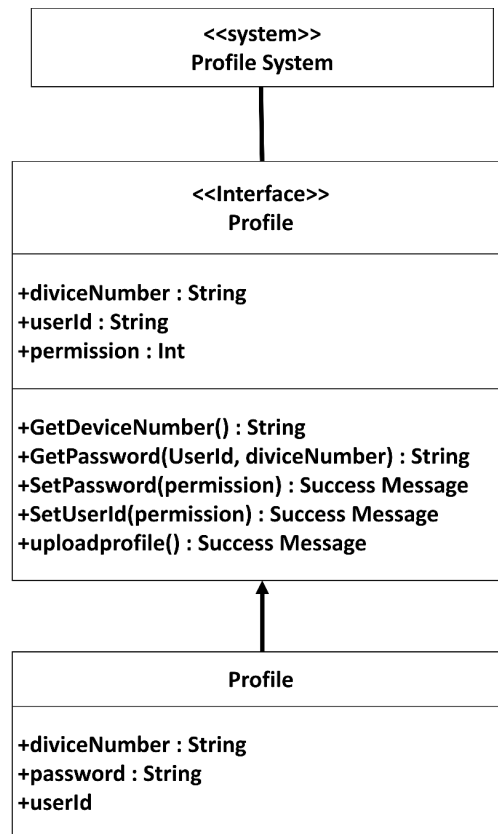 <<system>>
Profile System
<<Interface>>
Profile
+diviceNumber : String
+userId : String
+permission : Int
+GetDeviceNumber() : String
+GetPassword(UserId, diviceNumber) : String
+SetPassword(permission) : Success Message
+SetUserId(permission) : Success Message
+uploadprofile() : Success Message
Profile
+diviceNumber : String
+password : String
+userId